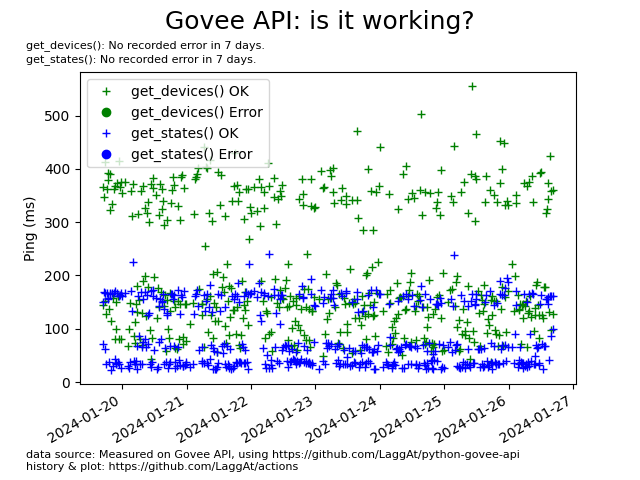 Govee API: is it working?
get_devices(): No recorded error in 7 days.
get_states(): No recorded error in 7 days.
get_devices() OK
get_devices() Error
get_states() OK
get_states() Error
Ping (ms)
500
400
300
200
100
0
2024-01-20
2024-01-21
2024-01-22
2024-01-23
2024-01-24
2024-01-25
2024-01-26
2024-01-27
data source: Measured on Govee API, using https://github.com/LaggAt/python-govee-api
history & plot: https://github.com/LaggAt/actions